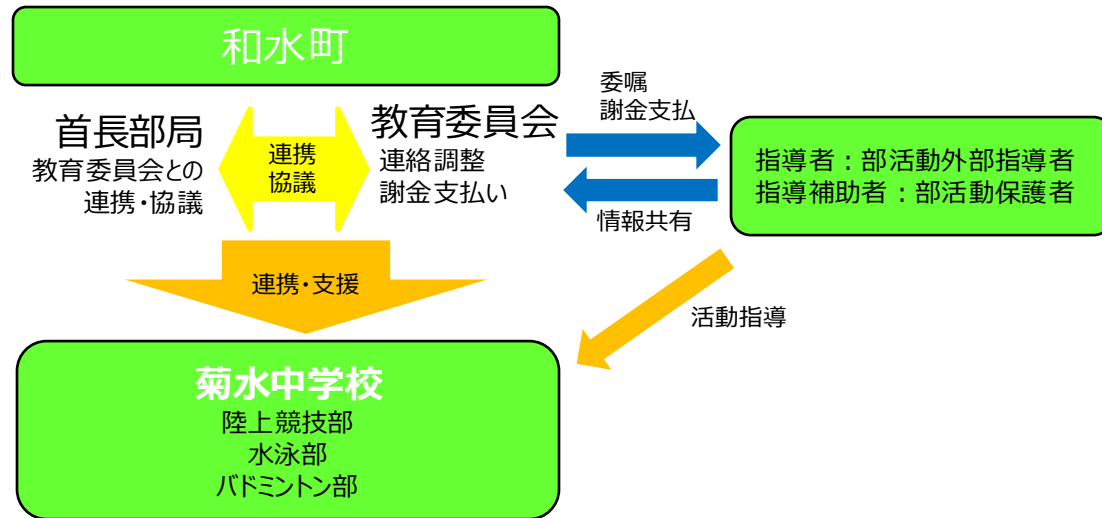 和水町
首長部局
教育委員会との
連携・協議
連携
協議
教育委員会
連絡調整
謝金支払い
委嘱
謝金支払
情報共有
指導者：部活動外部指導者
指導補助者：部活動保護者
連携・支援
活動指導
菊水中学校
陸上競技部
水泳部
バドミントン部